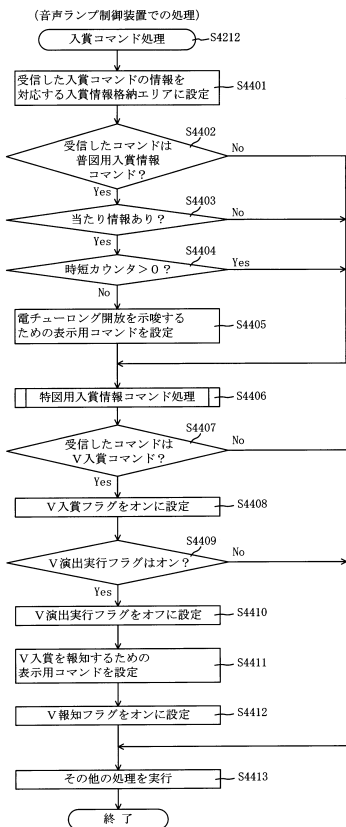 (音声ランプ制御装置での処理)
入賞コマンド処理
S4212
受信した入賞コマンドの情報を
対応する入賞情報格納エリアに設定
S4401
S4402
受信したコマンドは
普図用入賞情報
コマンド？
No
Yes
S4403
当たり情報あり？
No
Yes
S4404
時短カウンタ＞０？
Yes
No
電チューロング開放を示唆する
ための表示用コマンドを設定
S4405
特図用入賞情報コマンド処理
S4406
S4407
受信したコマンドは
Ｖ入賞コマンド？
No
Yes
Ｖ入賞フラグをオンに設定
S4408
S4409
Ｖ演出実行フラグはオン？
No
Yes
Ｖ演出実行フラグをオフに設定
S4410
Ｖ入賞を報知するための
表示用コマンドを設定
S4411
Ｖ報知フラグをオンに設定
S4412
その他の処理を実行
S4413
終 了